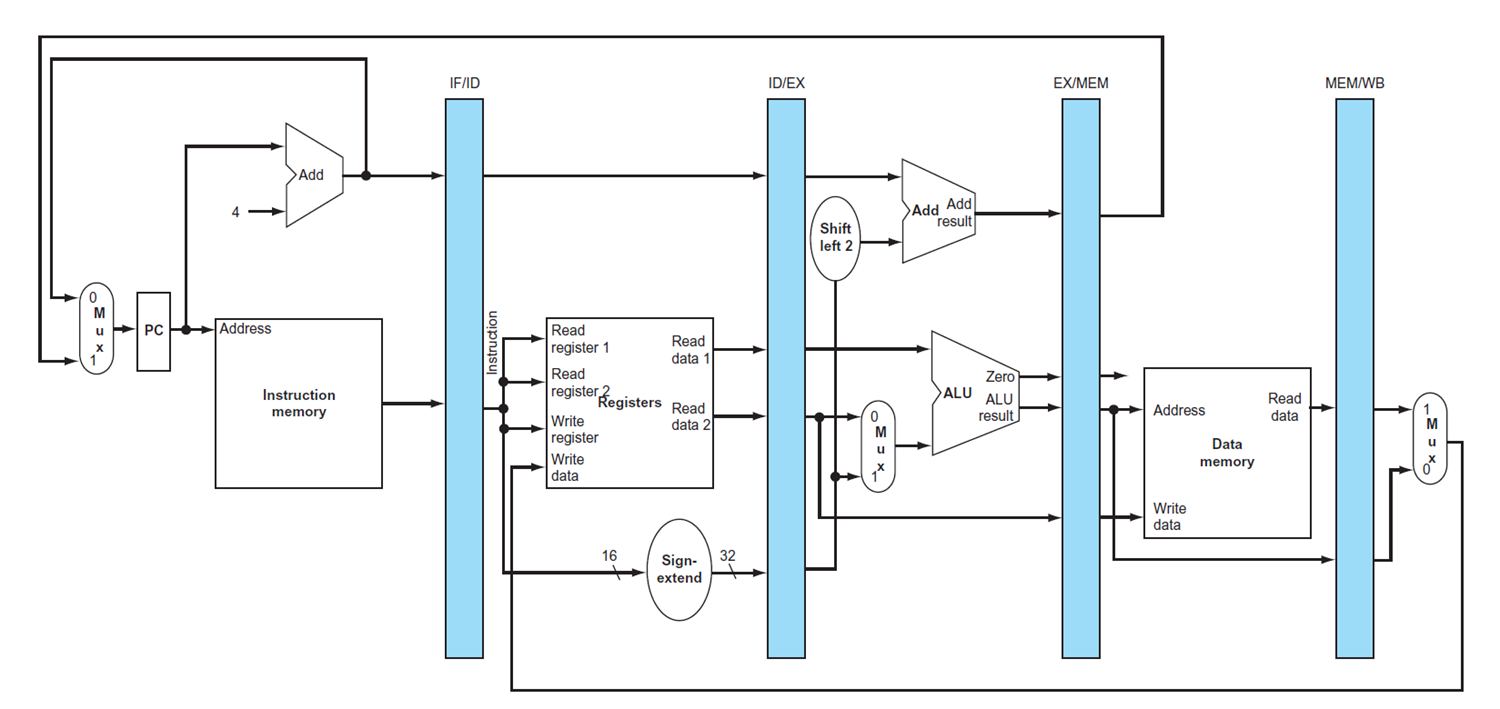 IF/ID
ID/EX
EX/MEM
MEM/WB
Add
4
Shift
left 2
Add
Add
result
0
M
u
x
1
PC
Address
Instruction
memory
Instruction
Read
register 1
Read
register 2
Write
register
Write
data
Registers
Read
data 1
Read
data 2
16
Sign-
extend
32
0
M
u
x
1
ALU
Zero
ALU
result
Address
Read
data
Data
memory
Write
data
1
M
u
x
0